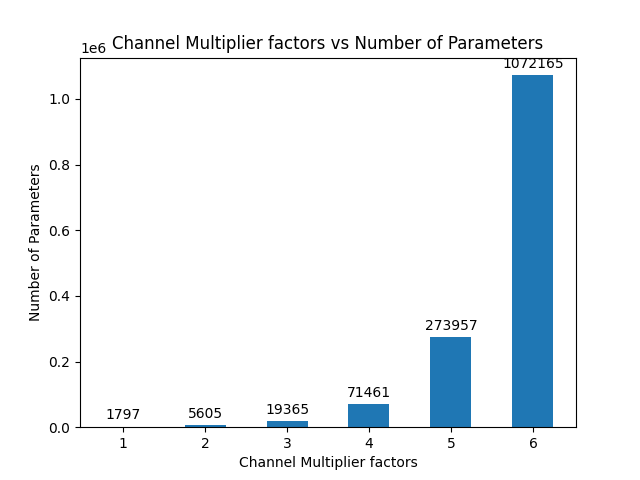 Channel Multiplier factors vs Number of Parameters
1e6
1072165
1.0
0.8
0.6
0.4
273957
0.2
71461
19365
5605
1797
0.0
1 2 3 4 5 6
Channel Multiplier factors
Number of Parameters